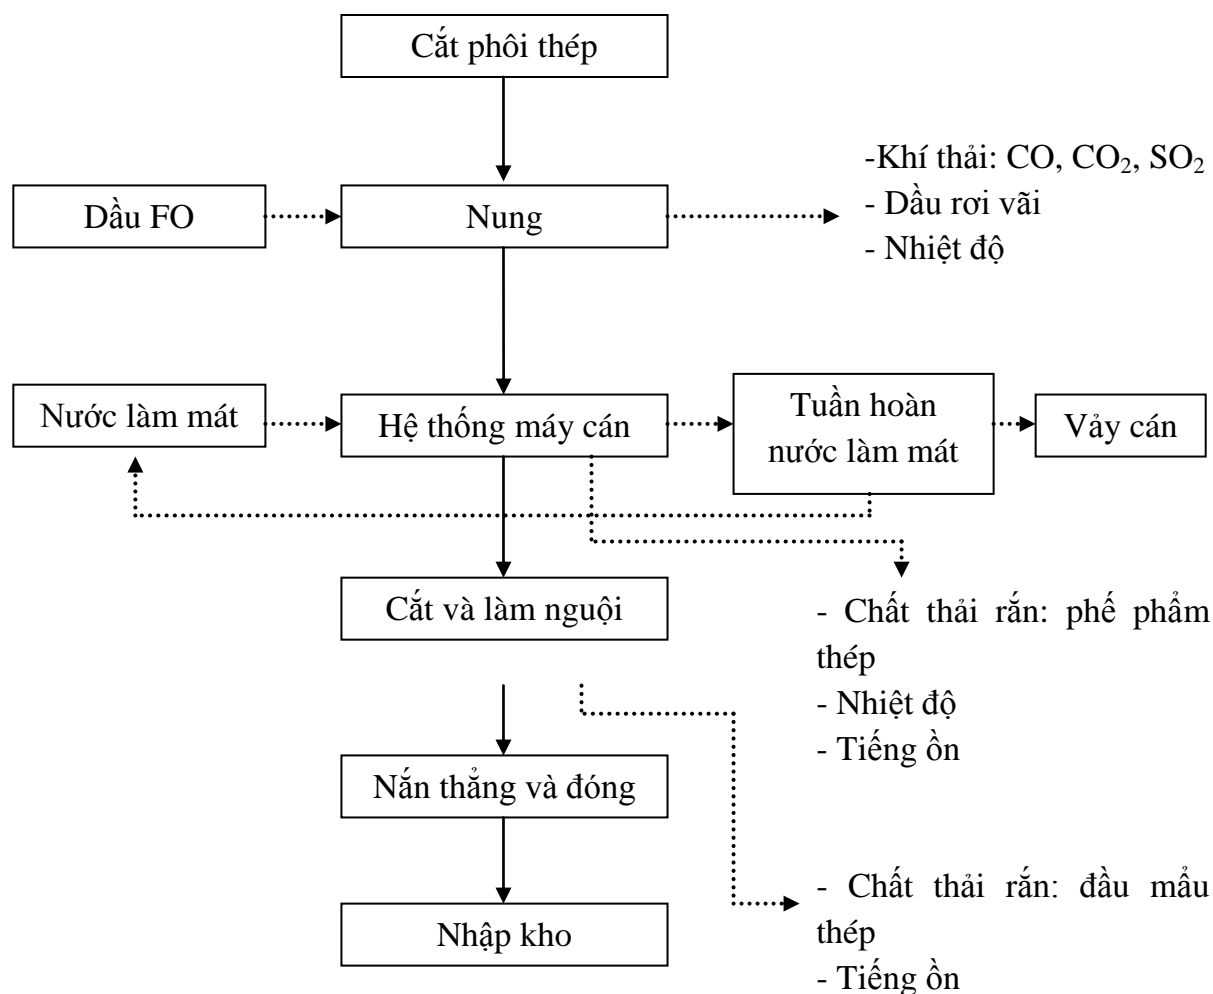 Cắt phôi thép
-Khí thải: CO, CO₂, SO₂
Dầu FO
Nung
- Dầu rơi vãi
- Nhiệt độ
Nước làm mát
Hệ thống máy cán
Tuần hoàn
nước làm mát
Vảy cán
Cắt và làm nguội
- Chất thải rắn: phế phẩm
thép
- Nhiệt độ
- Tiếng ồn
Nắn thẳng và đóng
- Chất thải rắn: đầu mẩu
thép
- Tiếng ồn
Nhập kho